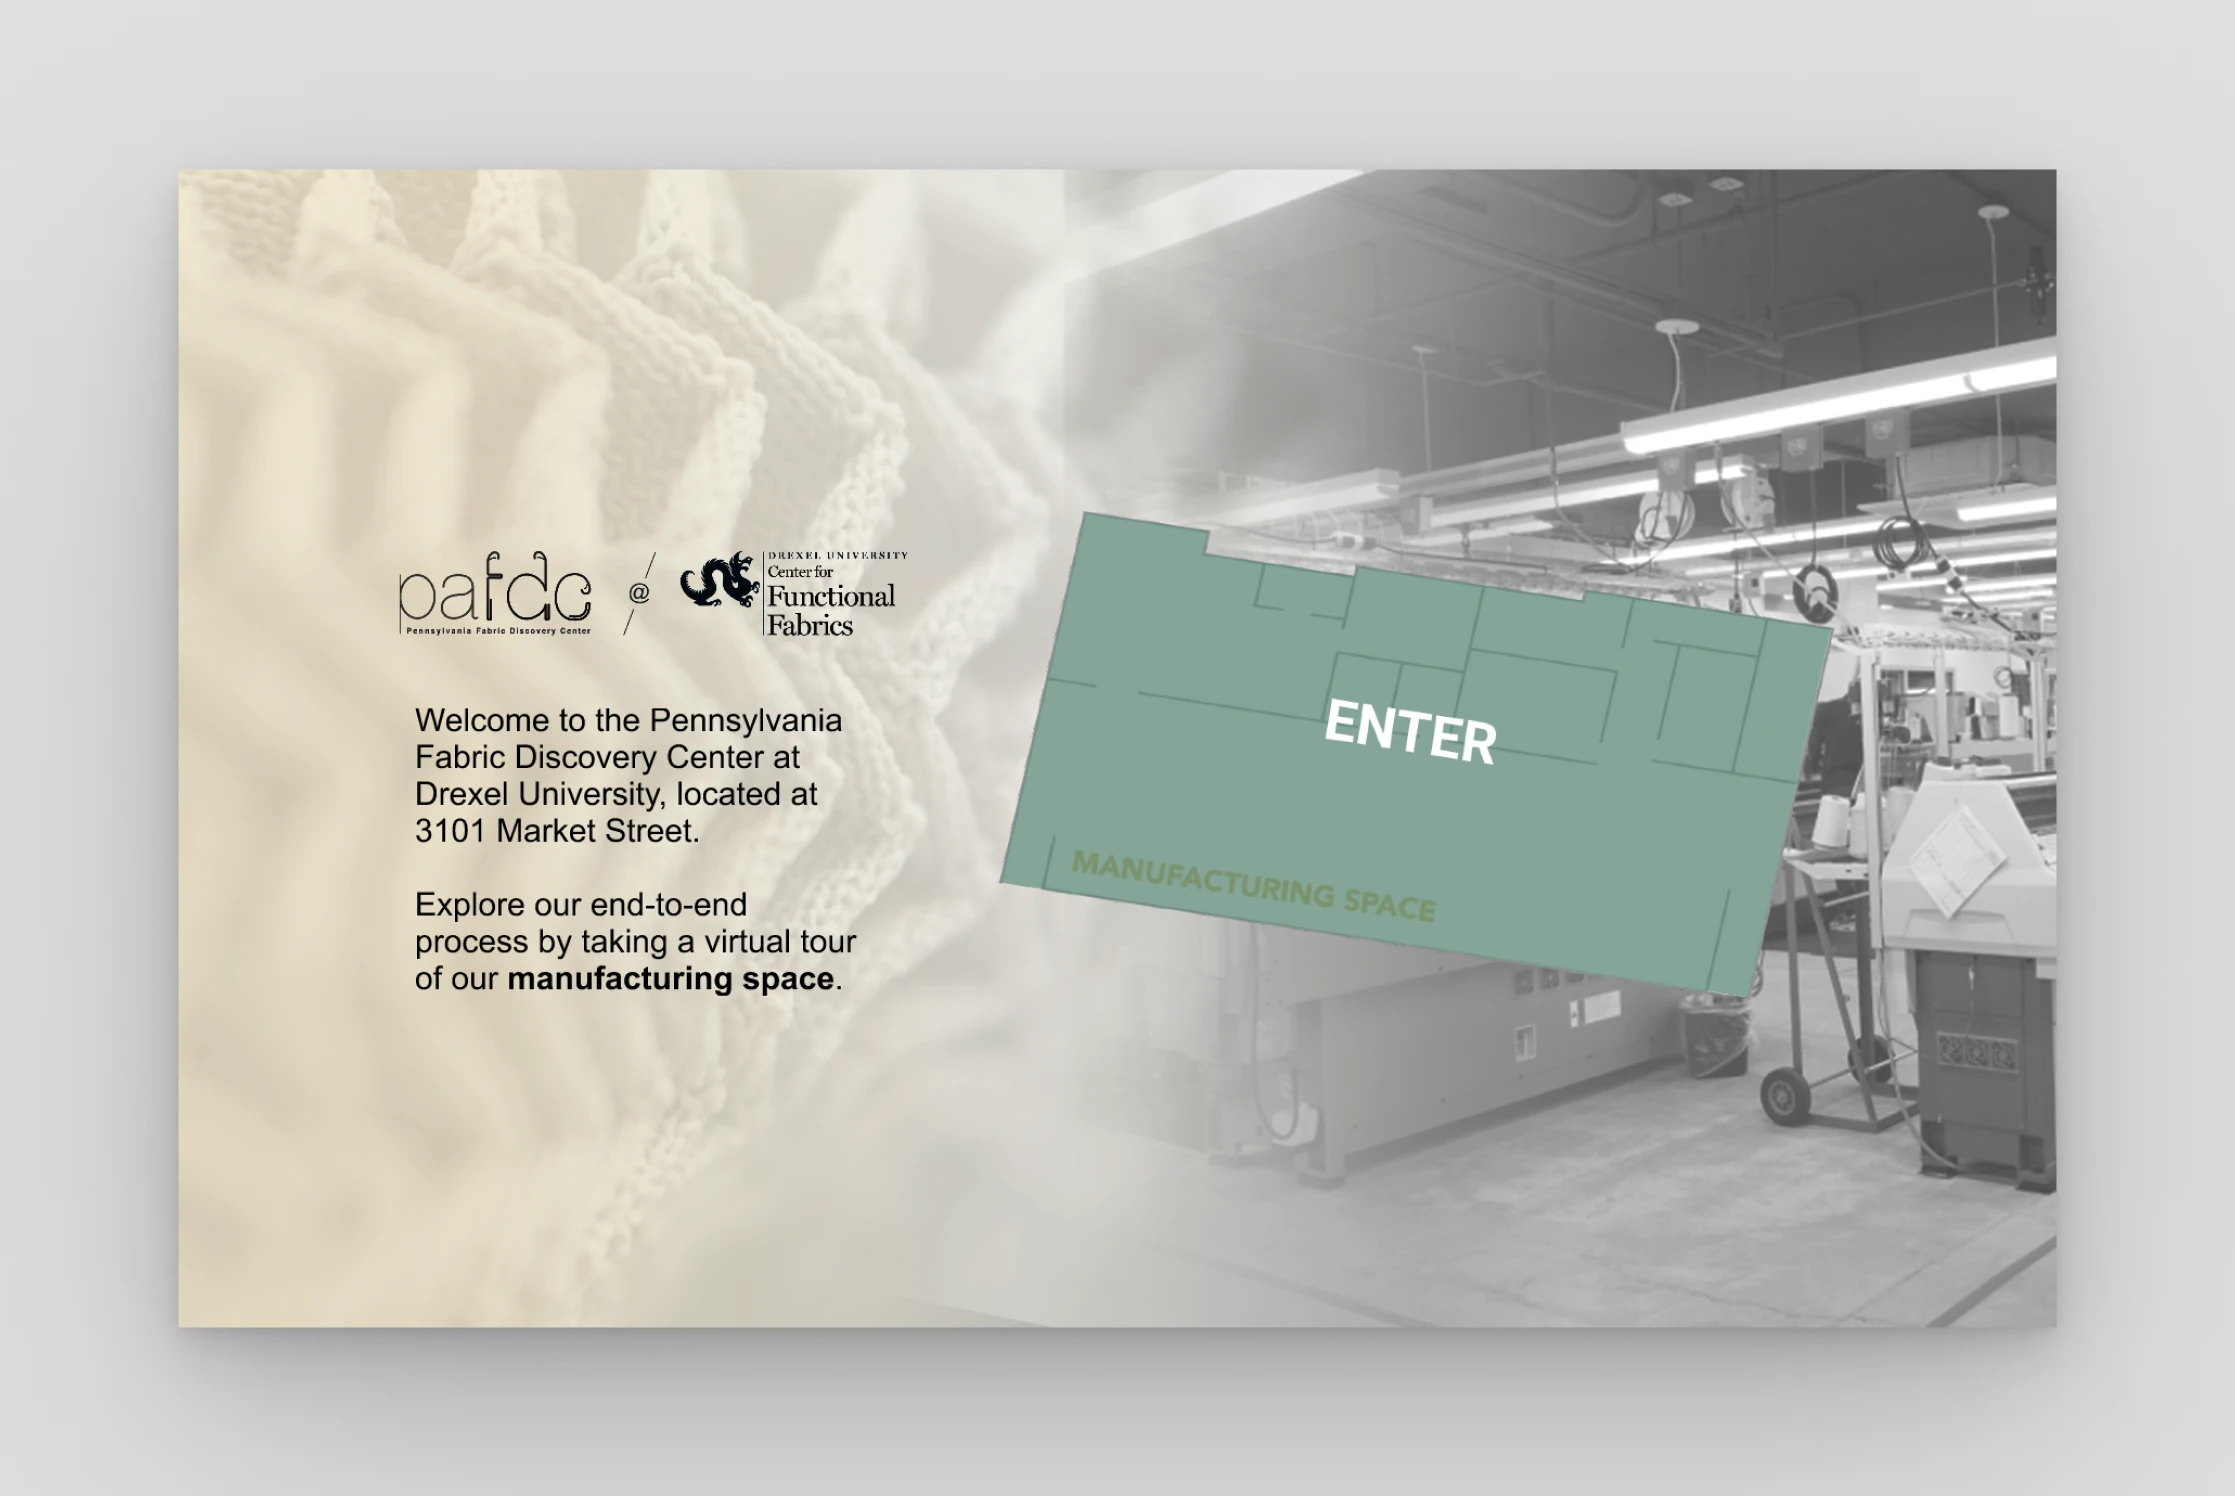 pafdc
Pennsylvania Fabric Discovery Center
@
DREXEL UNIVERSITY
Center for
Functional
Fabrics
Welcome to the Pennsylvania
Fabric Discovery Center at
Drexel University, located at
3101 Market Street.
Explore our end-to-end
process by taking a virtual tour
of our manufacturing space.
ENTER
MANUFACTURING SPACE